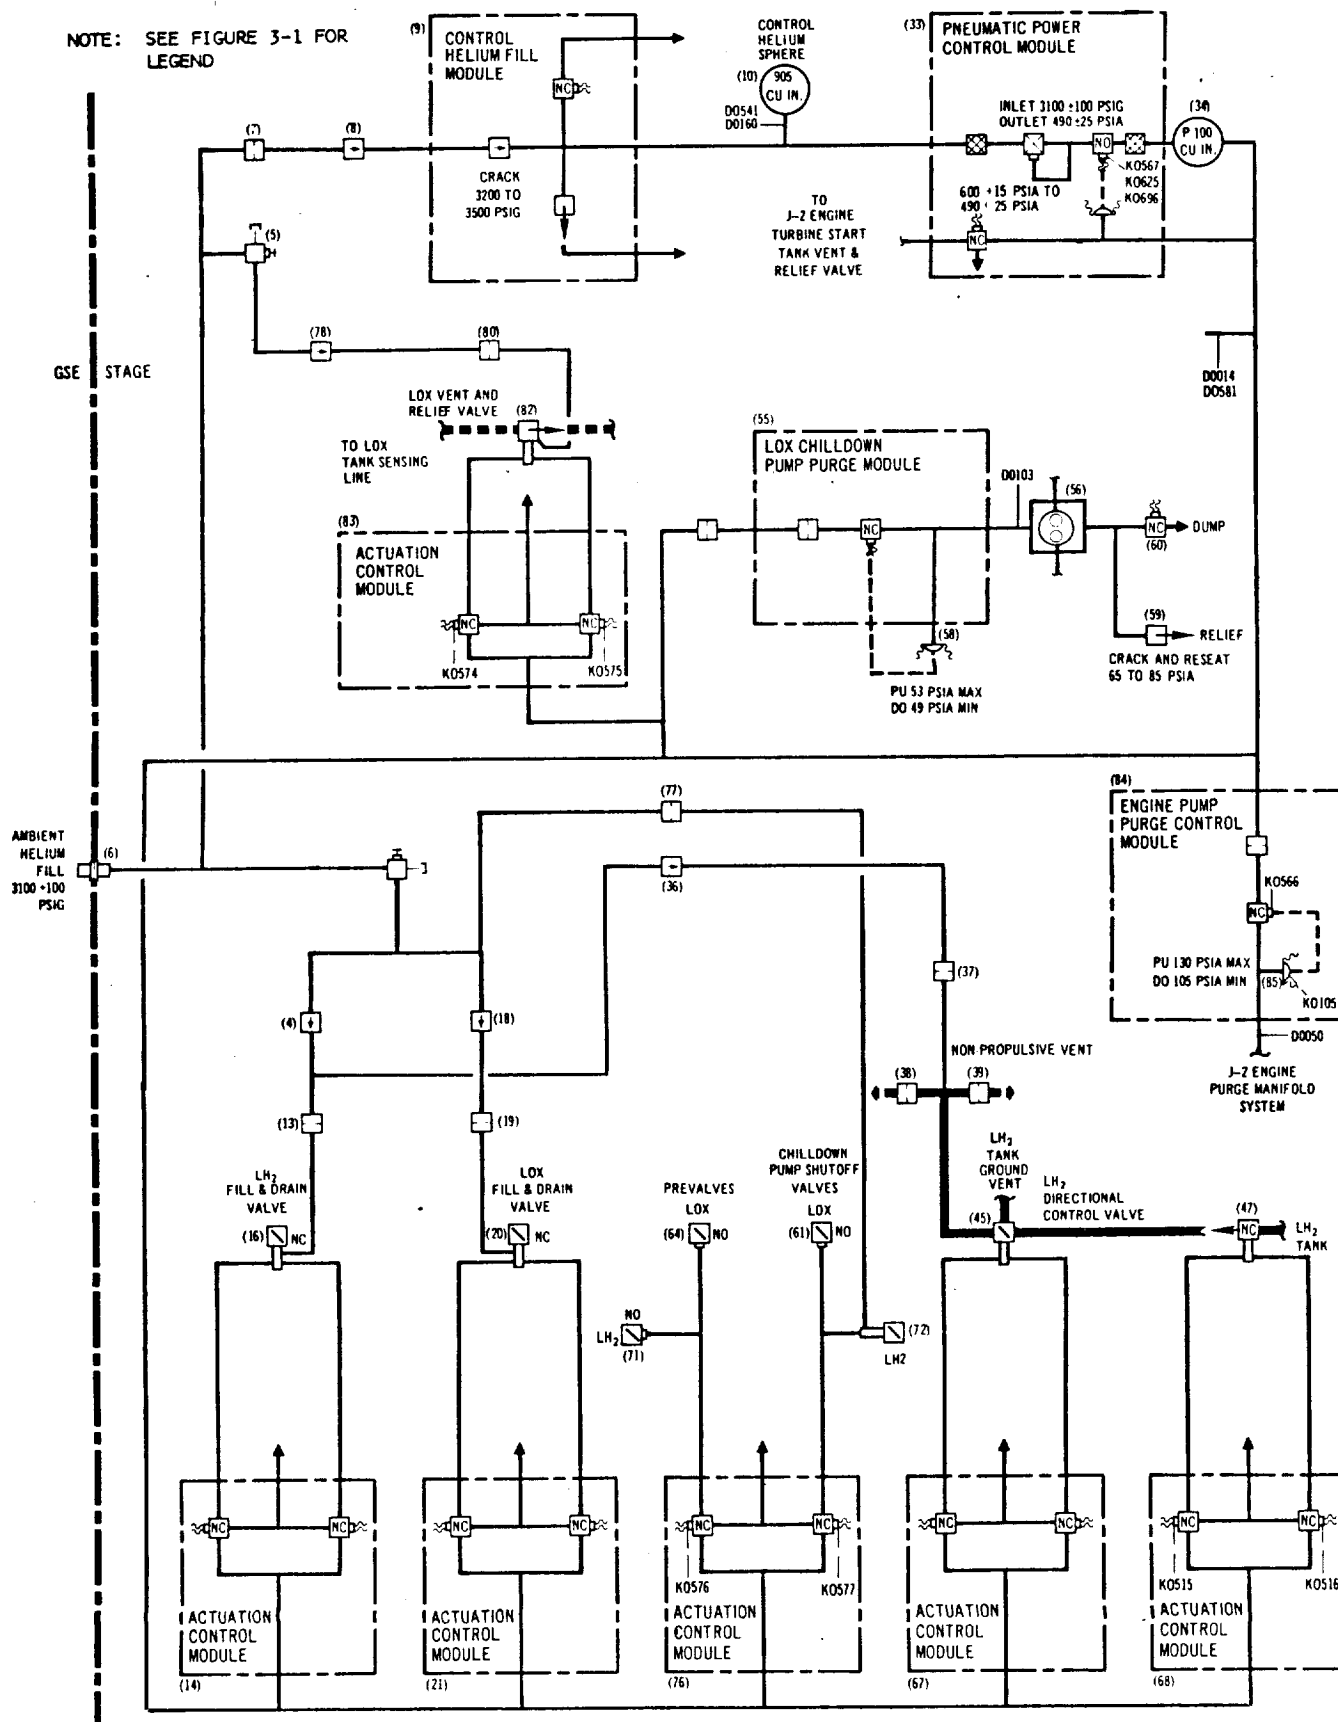 NOTE: SEE FIGURE 3-1 FOR
LEGEND
(9)
CONTROL
HELIUM FILL
MODULE
NC
CONTROL
HELIUM
SPHERE
(10)
905
CU IN.
D0541
D0160
(33)
PNEUMATIC POWER
CONTROL MODULE
INLET 3100 ±100 PSIG
OUTLET 490 ±25 PSIA
(34)
P 100
CU IN.
NO
K0567
K0625
K0696
(7)
(8)
CRACK
3200 TO
3500 PSIG
600 ±15 PSIA TO
490 ± 25 PSIA
NC
TO
J-2 ENGINE
TURBINE START
TANK VENT &
RELIEF VALVE
(5)
(78)
(80)
GSE
STAGE
D0014
D0581
LOX VENT AND
RELIEF VALVE
(82)
TO LOX
TANK SENSING
LINE
(55)
LOX CHILLDOWN
PUMP PURGE MODULE
D0103
(56)
NC
NC
(60)
DUMP
(83)
ACTUATION
CONTROL
MODULE
NC
NC
K0574
K0575
(58)
PU 53 PSIA MAX
DO 49 PSIA MIN
(59)
RELIEF
CRACK AND RESEAT
65 TO 85 PSIA
(84)
ENGINE PUMP
PURGE CONTROL
MODULE
K0566
NC
PU 130 PSIA MAX
DO 105 PSIA MIN
(85)
K0105
D0050
J-2 ENGINE
PURGE MANIFOLD
SYSTEM
AMBIENT
HELIUM
FILL
3100 ±100
PSIG
(6)
(77)
(36)
(37)
(4)
(18)
NON PROPULSIVE VENT
(38)
(39)
(13)
(19)
LH2
FILL & DRAIN
VALVE
(16)
NC
LOX
FILL & DRAIN
VALVE
(20)
NC
PREVALVES
LOX
(64)
NO
CHILLDOWN
PUMP SHUTOFF
VALVES
LOX
(61)
NO
LH2
TANK
GROUND
VENT
(45)
LH2
DIRECTIONAL
CONTROL VALVE
(47)
NC
LH2
TANK
NO
LH2
(71)
(72)
LH2
NC
NC
NC
NC
NC
NC
NC
NC
NC
NC
K0576
K0577
K0515
K0516
ACTUATION
CONTROL
MODULE
(14)
ACTUATION
CONTROL
MODULE
(21)
ACTUATION
CONTROL
MODULE
(76)
ACTUATION
CONTROL
MODULE
(67)
ACTUATION
CONTROL
MODULE
(68)